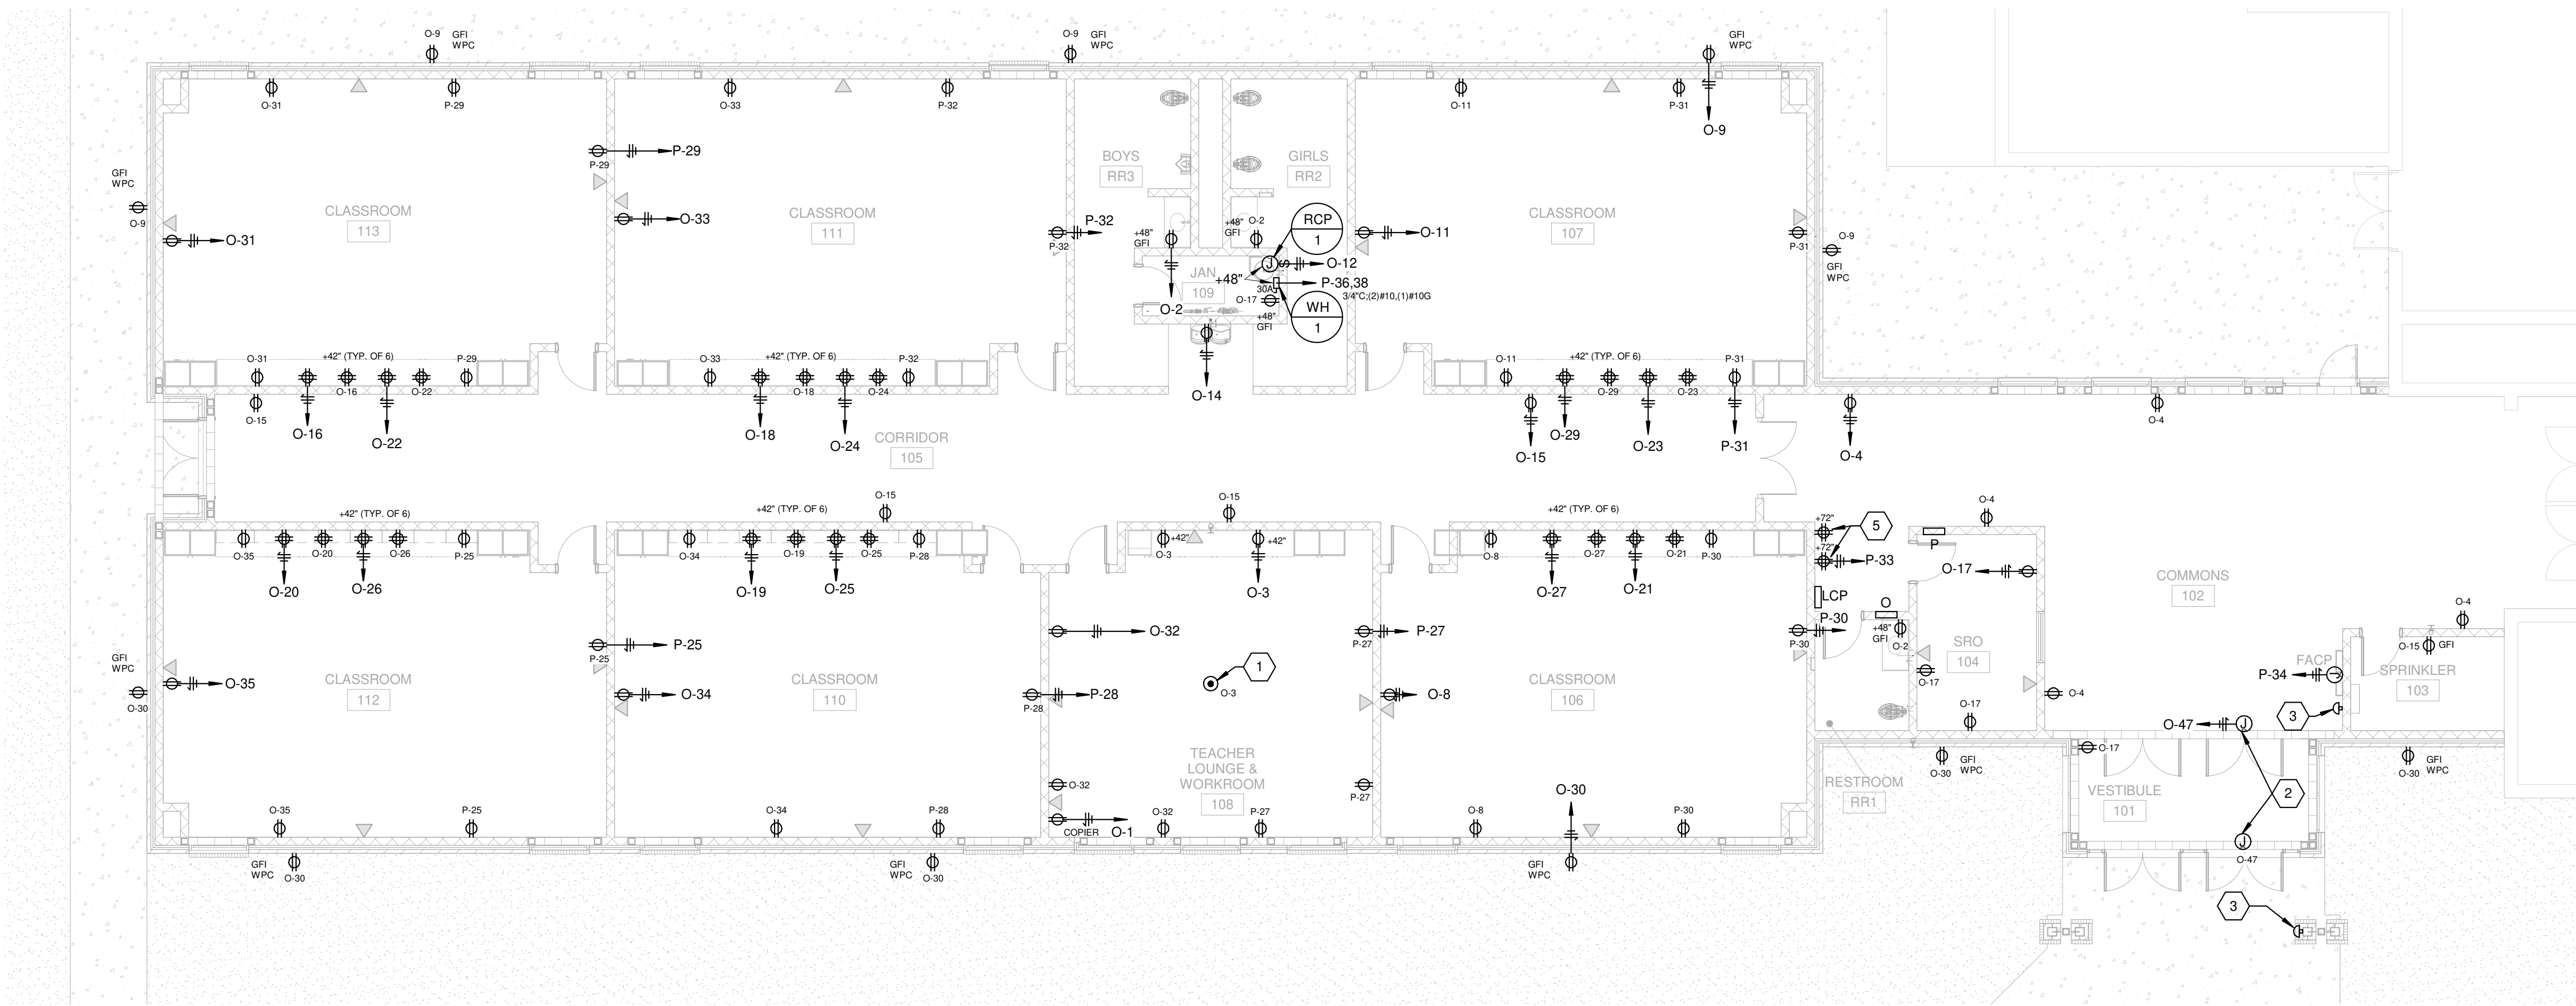 O-9
GFI
WPC
O-9
GFI
WPC
GFI
WPC
O-31
P-29
O-33
P-32
O-11
P-31
O-9
P-29
P-29
BOYS
RR3
GIRLS
RR2
GFI
WPC
O-9
CLASSROOM
113
CLASSROOM
111
CLASSROOM
107
O-33
P-32
P-32
+48"
GFI
+48"
GFI
O-2
RCP
1
O-11
P-31
O-9
GFI
WPC
O-31
JAN
109
+48"
S
J
O-12
30A
P-36,38
3/4"C;(2)#10,(1)#10G
O-17
+48"
GFI
WH
1
O-2
O-31
+42" (TYP. OF 6)
P-29
O-33
+42" (TYP. OF 6)
P-32
O-11
+42" (TYP. OF 6)
P-31
O-16
O-22
O-18
O-24
O-29
O-23
O-14
O-15
O-16
O-22
O-18
O-24
CORRIDOR
105
O-15
O-29
O-23
P-31
O-4
O-4
+42" (TYP. OF 6)
+42" (TYP. OF 6)
O-15
O-15
+42" (TYP. OF 6)
O-4
O-35
O-20
O-26
P-25
O-34
O-19
O-25
P-28
O-3
+42"
+42"
O-8
O-27
O-21
P-30
+72"
+72"
5
P
P-33
O-17
O-20
O-26
O-19
O-25
O-3
O-27
O-21
LCP
O
COMMONS
102
P-30
P-30
+48"
GFI
O-2
O-4
P-25
P-25
O-32
P-27
P-27
SRO
104
O-17
O-15
GFI
GFI
WPC
O-30
O-35
CLASSROOM
112
O-34
CLASSROOM
110
P-28
P-28
1
O-3
O-8
CLASSROOM
106
O-4
FACP
P-34
J
SPRINKLER
103
3
O-17
O-47
J
TEACHER
LOUNGE &
WORKROOM
108
O-32
P-27
O-17
O-30
GFI
WPC
O-30
GFI
WPC
RESTROOM
RR1
VESTIBULE
101
2
O-30
O-35
P-25
O-34
P-28
COPIER
O-1
O-32
P-27
O-8
P-30
J
O-47
GFI
WPC
O-30
GFI
WPC
O-30
GFI
WPC
3